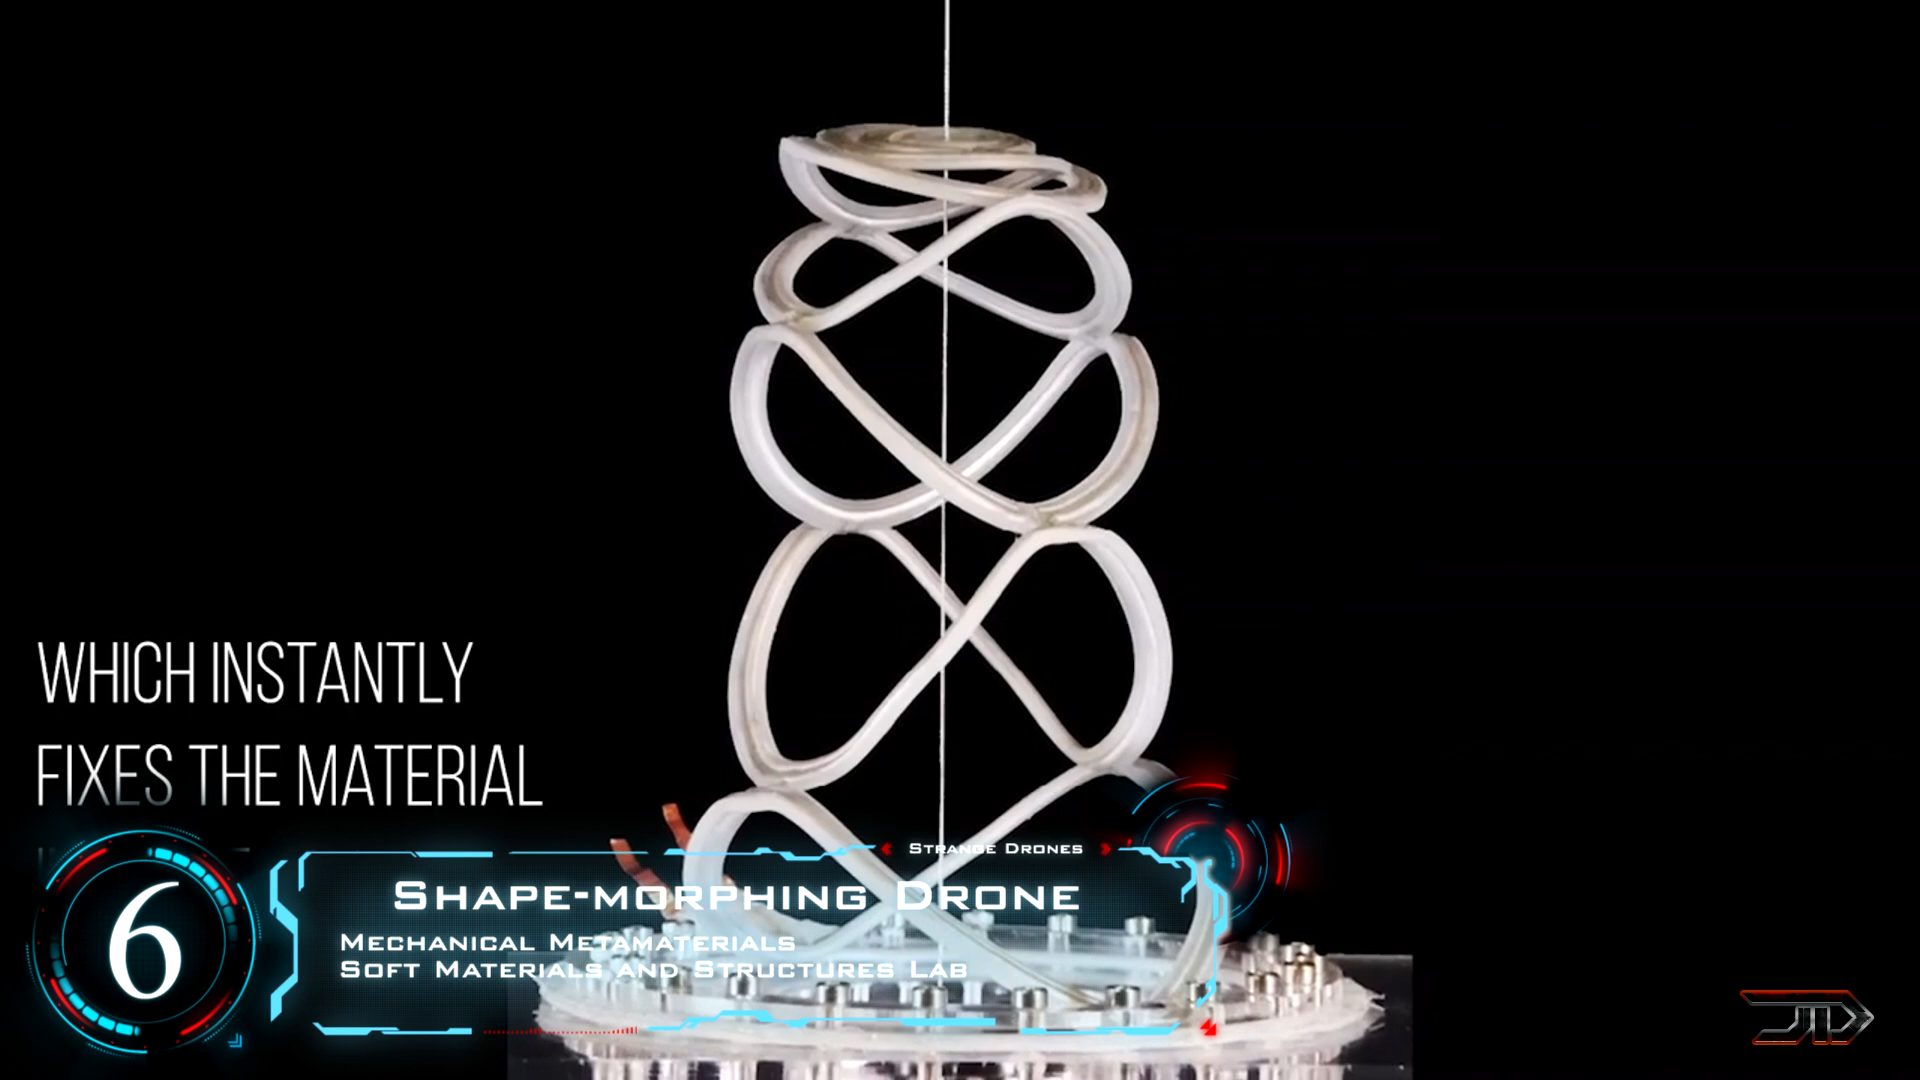 WHICH INSTANTLY
FIXES THE MATERIAL
STRANGE DRONES
6
SHAPE-MORPHING DRONE
MECHANICAL METAMATERIALS
SOFT MATERIALS AND STRUCTURES LAB